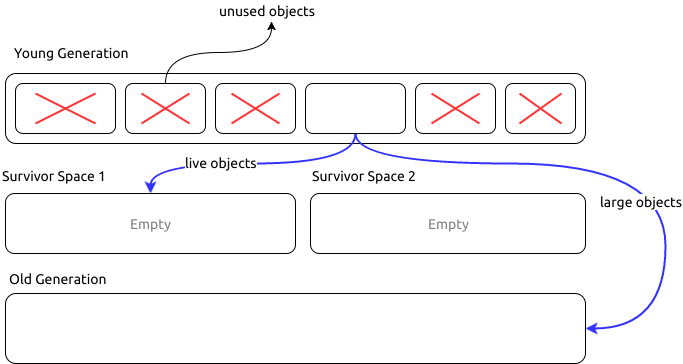 unused objects
Young Generation
live objects
Survivor Space 1
Survivor Space 2
large objects
Empty
Empty
Old Generation